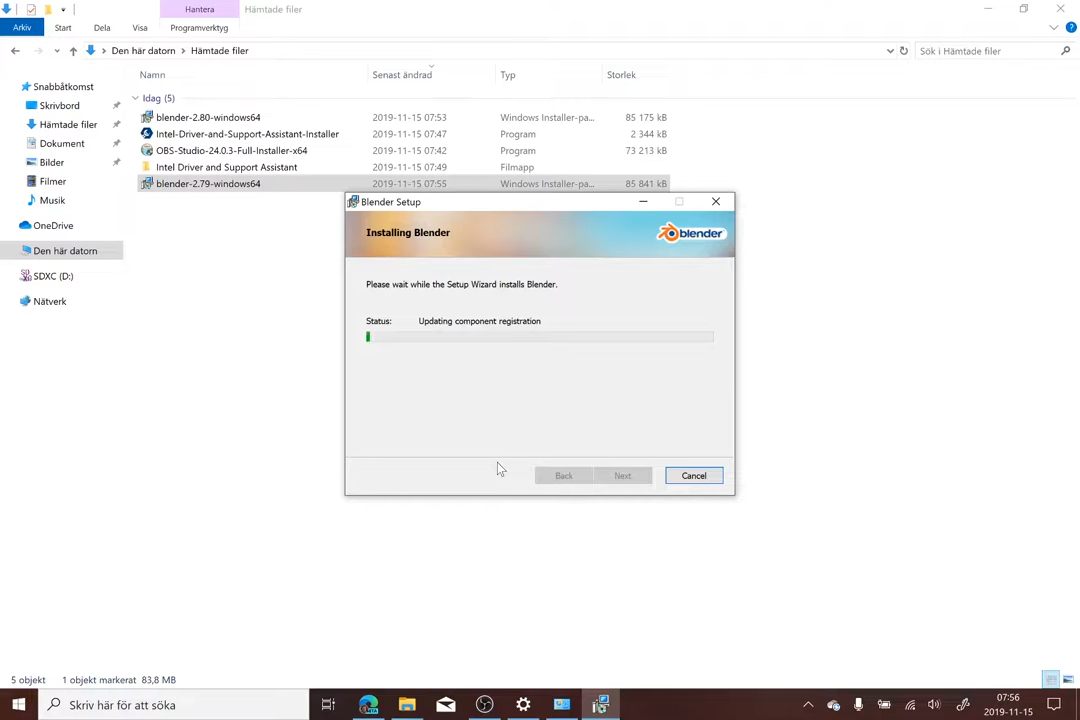 Hantera
Hämtade filer
Arkiv
Start
Dela
Visa
Programverktyg
Den här datorn
Hämtade filer
Sök i Hämtade filer
Namn
Senast ändrad
Typ
Storlek
Snabbåtkomst
Skrivbord
Hämtade filer
Dokument
Bilder
Filmer
Musik
OneDrive
Den här datorn
SDXC (D:)
Nätverk
Idag (5)
blender-2.80-windows64 2019-11-15 07:53 Windows Installer-pa... 85 175 kB
Intel-Driver-and-Support-Assistant-Installer 2019-11-15 07:47 Program 2 344 kB
OBS-Studio-24.0.3-Full-Installer-x64 2019-11-15 07:42 Program 73 213 kB
Intel Driver and Support Assistant 2019-11-15 07:49 Filmapp
blender-2.79-windows64 2019-11-15 07:55 Windows Installer-pa... 85 841 kB
Blender Setup
Installing Blender
blender
Please wait while the Setup Wizard installs Blender.
Status: Updating component registration
Back
Next
Cancel
5 objekt 1 objekt markerat 83,8 MB
Skriv här för att söka
07:56
2019-11-15